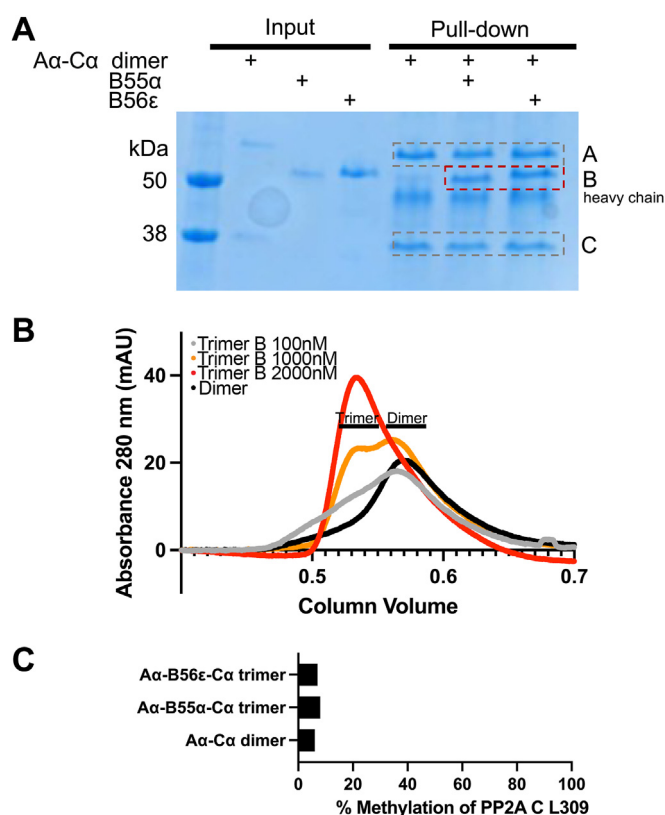 A
Input
Pull-down
Aα-Cα dimer + + + +
B55α + +
B56ε + +
kDa
50
38
A
B
heavy chain
C
B
Trimer B 100nM
Trimer B 1000nM
Trimer B 2000nM
Dimer
Trimer Dimer
Absorbance 280 nm (mAU)
40
20
0
0.5 0.6 0.7
Column Volume
C
Aα-B56ε-Cα trimer
Aα-B55α-Cα trimer
Aα-Cα dimer
0 20 40 60 80 100
% Methylation of PP2A C L309